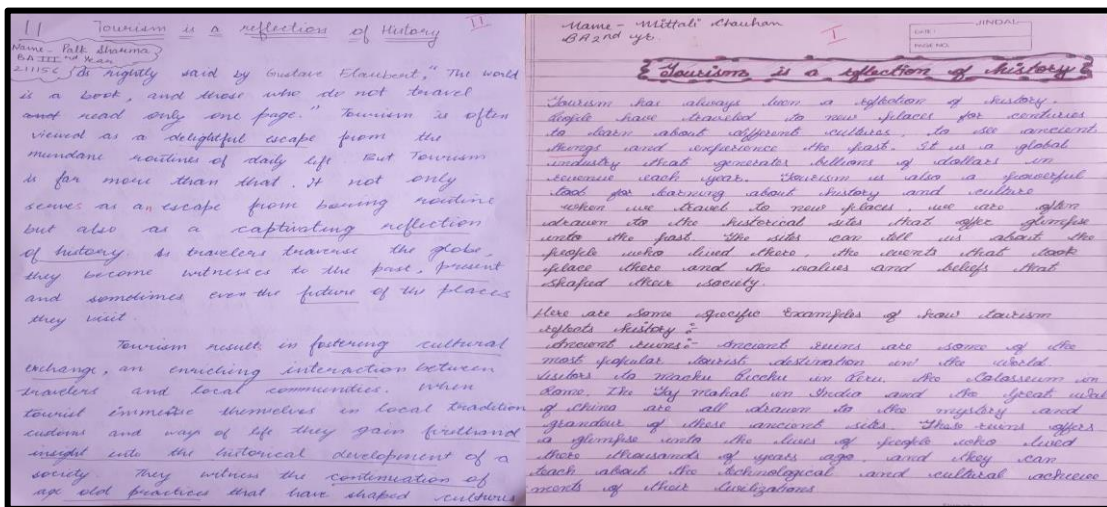 11 Tourism is a reflection of History II
Name - Palk Sharma
BA IIIrd Year
211156
As rightly said by Gustave Flaubert, "The world
is a book, and those who do not travel
read only one page." Tourism is often
viewed as a delightful escape from the
mundane routines of daily life. But Tourism
is far more than that. It not only
serves as an escape from boring routine
but also as a captivating reflection
of history. As travelers traverse the globe,
they become witnesses to the past, present
and sometimes even the future of the places
they visit.
Tourism result in fostering cultural
exchange, an enriching interaction between
travelers and local communities. When
tourist immerse themselves in local tradition
customs and ways of life they gain firsthand
insight into the historical development of a
society. They witness the continuation of
age old practices that have shaped cultures
Name - Mittali Chauhan
BA 2nd yr. I
JINDAL
DATE:
PAGE NO.
Tourism is a reflection of history
Tourism has always been a reflection of history.
People have traveled to new places for centuries
to learn about different cultures, to see ancient
things and experience the past. It is a global
industry that generates billions of dollars in
revenue each year. Tourism is also a powerful
tool for learning about history and culture
when we travel to new places, we are often
drawn to the historical sites that offer glimpse
into the past. The sites can tell us about the
people who lived there, the events that took
place there and the values and beliefs that
shaped their society.
Here are some specific examples of how tourism
reflects history :-
Ancient ruins :- Ancient ruins are some of the
most popular tourist destination in the world.
Visitors to Machu Picchu in Peru, the Colosseum in
Rome, The Taj mahal in India and the Great wall
of China are all drawn to the mystery and
grandeur of these ancient sites. These ruins offers
a glimpse into the lives of people who lived
there thousands of years ago, and they can
teach about the technological and cultural achieve
ments of their civilizations